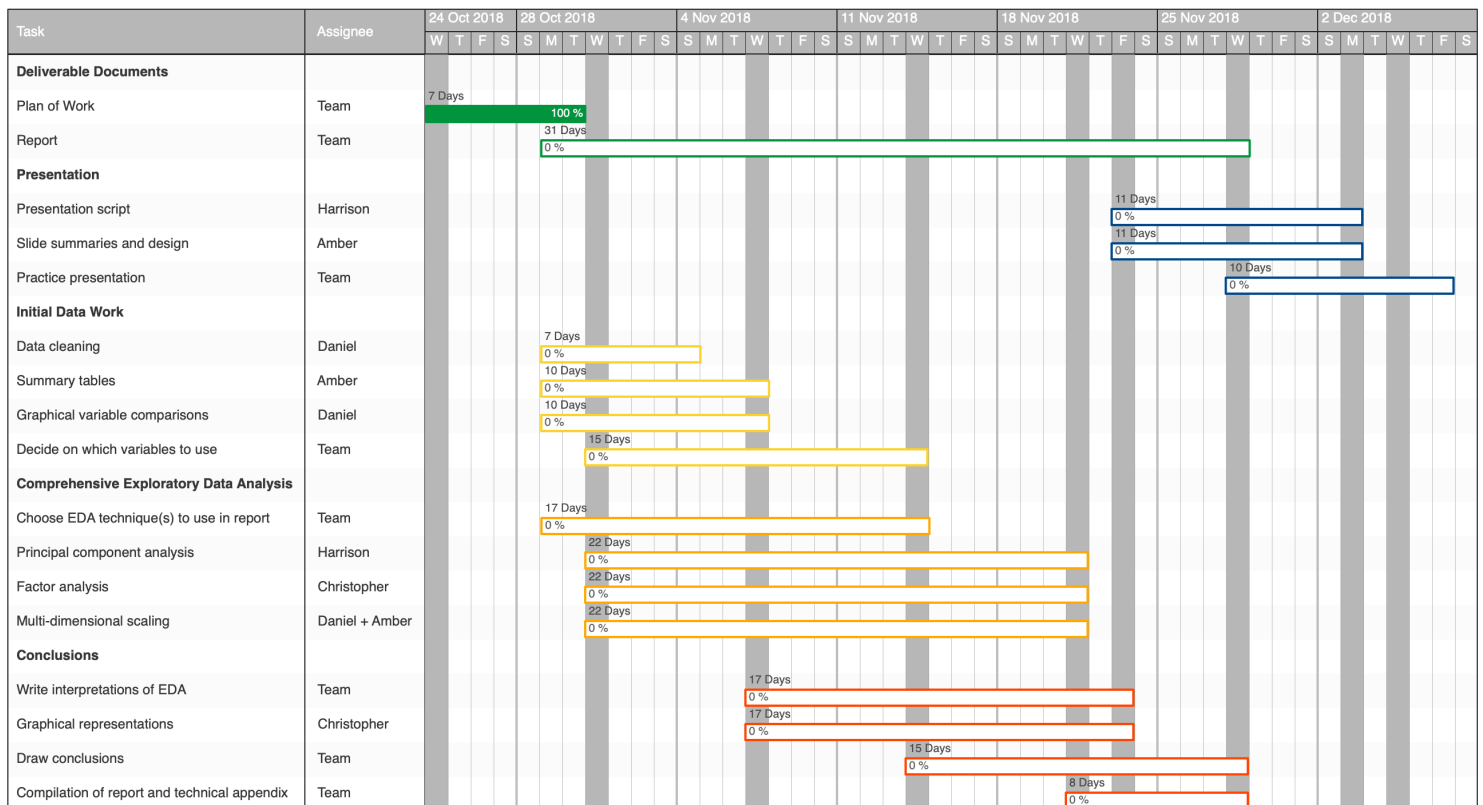 Task Assignee 24 Oct 2018 28 Oct 2018 4 Nov 2018 11 Nov 2018 18 Nov 2018 25 Nov 2018 2 Dec 2018
W T F S S M T W T F S S M T W T F S S M T W T F S S M T W T F S S M T W T F S S M T W T F S
Deliverable Documents
7 Days
Plan of Work Team 100 %
31 Days
Report Team 0 %
Presentation
11 Days
Presentation script Harrison 0 %
11 Days
Slide summaries and design Amber 0 %
10 Days
Practice presentation Team 0 %
Initial Data Work
7 Days
Data cleaning Daniel 0 %
10 Days
Summary tables Amber 0 %
10 Days
Graphical variable comparisons Daniel 0 %
15 Days
Decide on which variables to use Team 0 %
Comprehensive Exploratory Data Analysis
17 Days
Choose EDA technique(s) to use in report Team 0 %
22 Days
Principal component analysis Harrison 0 %
22 Days
Factor analysis Christopher 0 %
22 Days
Multi-dimensional scaling Daniel + Amber 0 %
Conclusions
17 Days
Write interpretations of EDA Team 0 %
17 Days
Graphical representations Christopher 0 %
15 Days
Draw conclusions Team 0 %
8 Days
Compilation of report and technical appendix Team 0 %